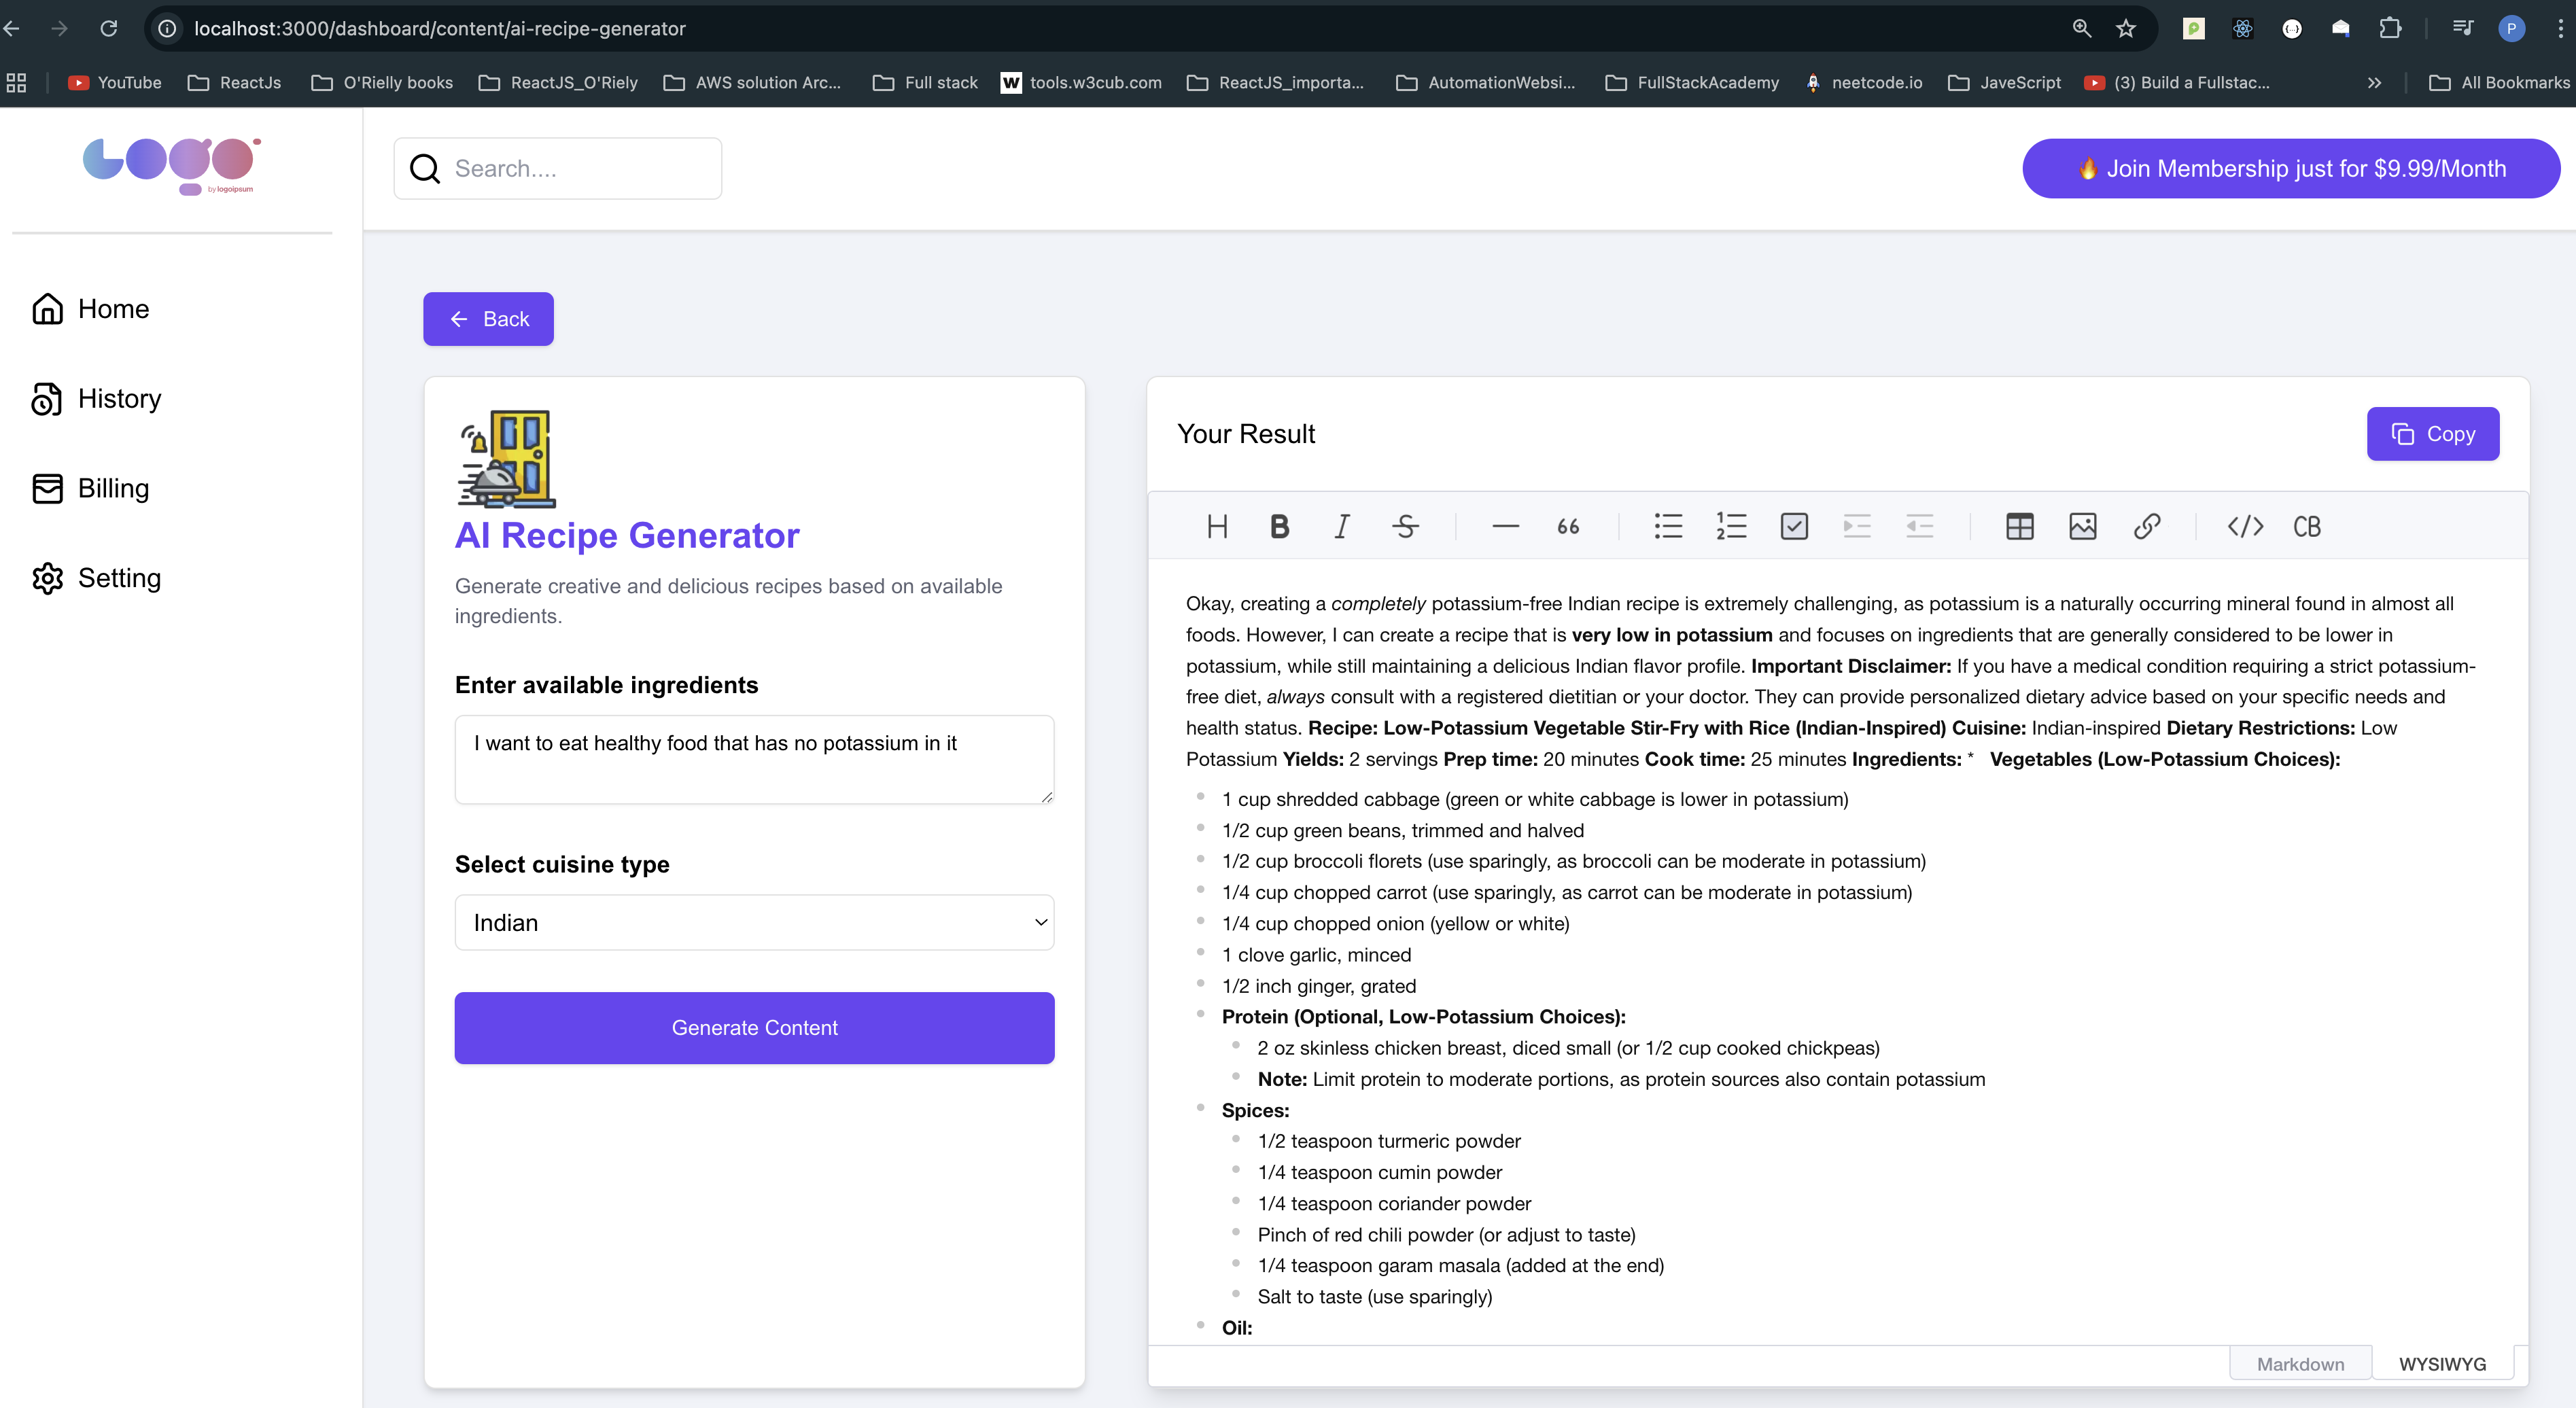 localhost:3000/dashboard/content/ai-recipe-generator
P
YouTube
ReactJs
O'Rielly books
ReactJS_O'Riely
AWS solution Arc...
Full stack
W tools.w3cub.com
ReactJS_importa...
AutomationWebsi...
FullStackAcademy
neetcode.io
JaveScript
(3) Build a Fullstac...
All Bookmarks
LOGO
by logoipsum
Search....
🔥 Join Membership just for $9.99/Month
Home
History
Billing
Setting
Back
AI Recipe Generator
Generate creative and delicious recipes based on available
ingredients.
Enter available ingredients
I want to eat healthy food that has no potassium in it
Select cuisine type
Indian
Generate Content
Your Result
Copy
H B I S — 66 </> CB
Okay, creating a completely potassium-free Indian recipe is extremely challenging, as potassium is a naturally occurring mineral found in almost all
foods. However, I can create a recipe that is very low in potassium and focuses on ingredients that are generally considered to be lower in
potassium, while still maintaining a delicious Indian flavor profile. Important Disclaimer: If you have a medical condition requiring a strict potassium-
free diet, always consult with a registered dietitian or your doctor. They can provide personalized dietary advice based on your specific needs and
health status. Recipe: Low-Potassium Vegetable Stir-Fry with Rice (Indian-Inspired) Cuisine: Indian-inspired Dietary Restrictions: Low
Potassium Yields: 2 servings Prep time: 20 minutes Cook time: 25 minutes Ingredients: * Vegetables (Low-Potassium Choices):
1 cup shredded cabbage (green or white cabbage is lower in potassium)
1/2 cup green beans, trimmed and halved
1/2 cup broccoli florets (use sparingly, as broccoli can be moderate in potassium)
1/4 cup chopped carrot (use sparingly, as carrot can be moderate in potassium)
1/4 cup chopped onion (yellow or white)
1 clove garlic, minced
1/2 inch ginger, grated
Protein (Optional, Low-Potassium Choices):
2 oz skinless chicken breast, diced small (or 1/2 cup cooked chickpeas)
Note: Limit protein to moderate portions, as protein sources also contain potassium
Spices:
1/2 teaspoon turmeric powder
1/4 teaspoon cumin powder
1/4 teaspoon coriander powder
Pinch of red chili powder (or adjust to taste)
1/4 teaspoon garam masala (added at the end)
Salt to taste (use sparingly)
Oil:
Markdown
WYSIWYG